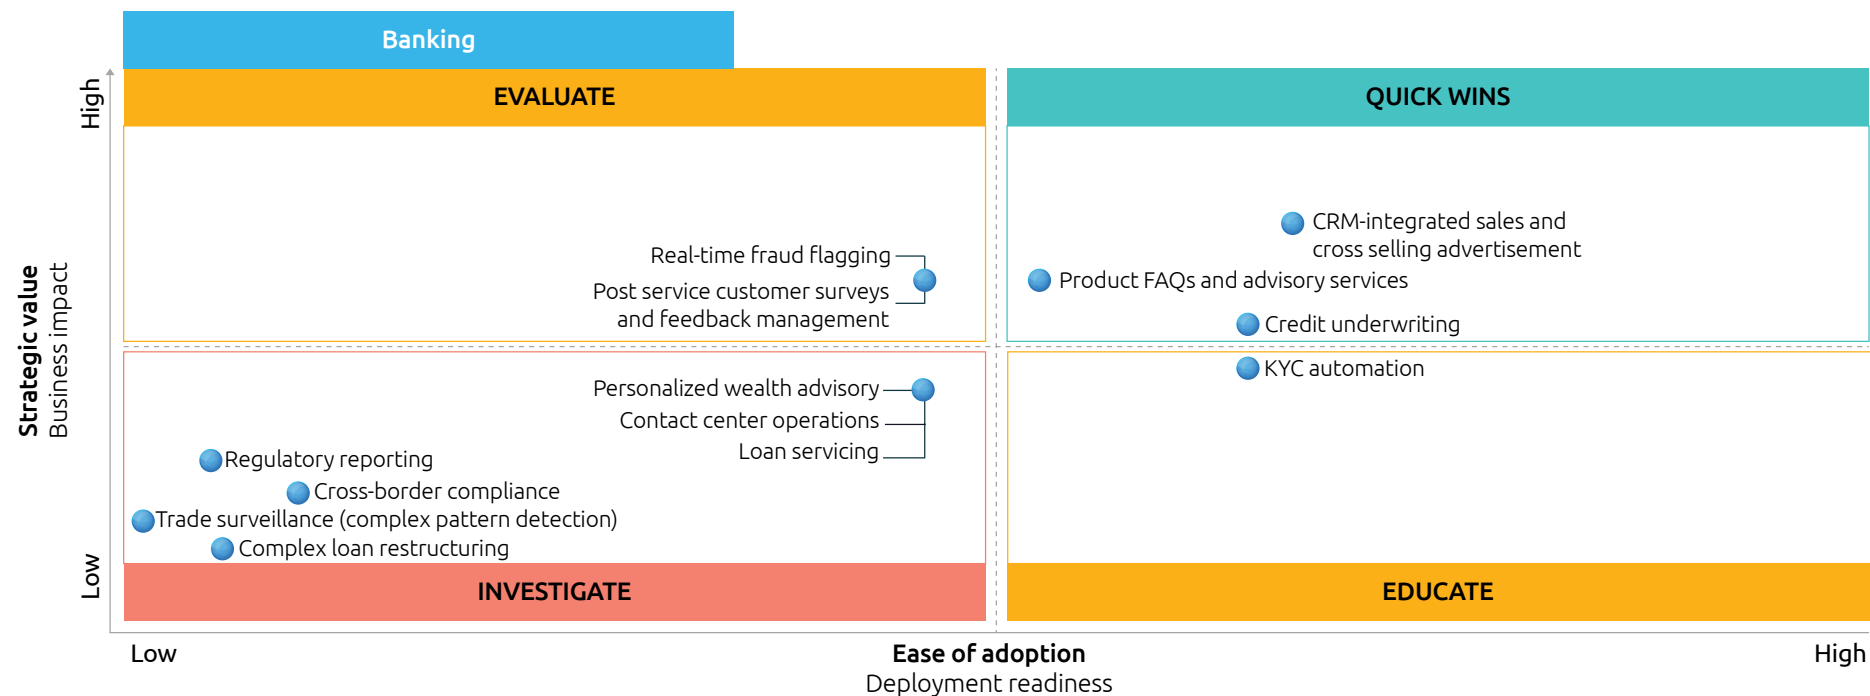 Banking
EVALUATE
QUICK WINS
High
Strategic value
Business impact
Low
Real-time fraud flagging
Post service customer surveys
and feedback management
CRM-integrated sales and
cross selling advertisement
Product FAQs and advisory services
Credit underwriting
Personalized wealth advisory
Contact center operations
Loan servicing
Regulatory reporting
Cross-border compliance
Trade surveillance (complex pattern detection)
Complex loan restructuring
KYC automation
INVESTIGATE
EDUCATE
Low
Ease of adoption
Deployment readiness
High